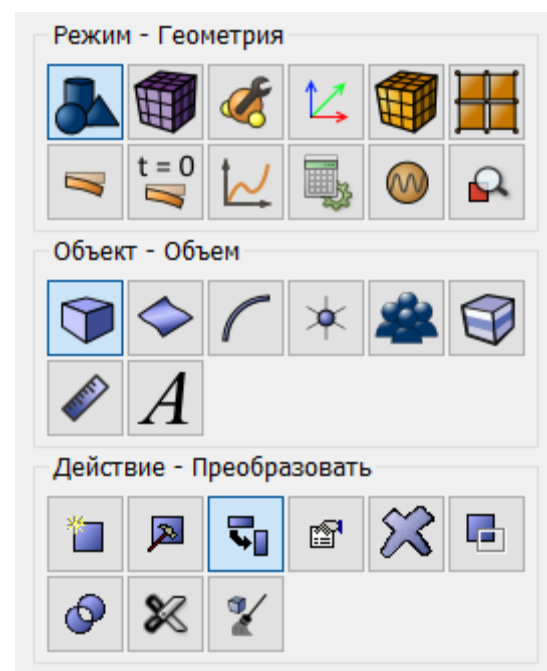 Режим - Геометрия
t = 0
Объект - Объем
A
Действие - Преобразовать